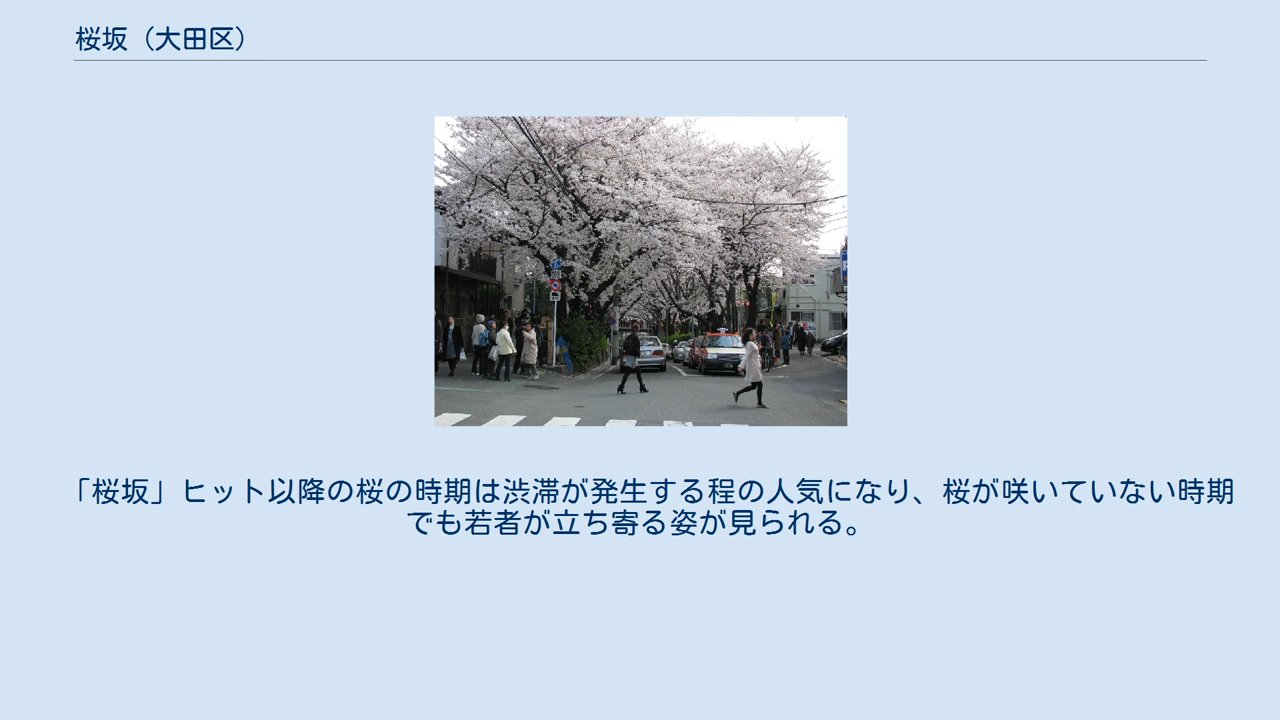 桜坂（大田区）
「桜坂」ヒット以降の桜の時期は渋滞が発生する程の人気になり、桜が咲いていない時期
でも若者が立ち寄る姿が見られる。